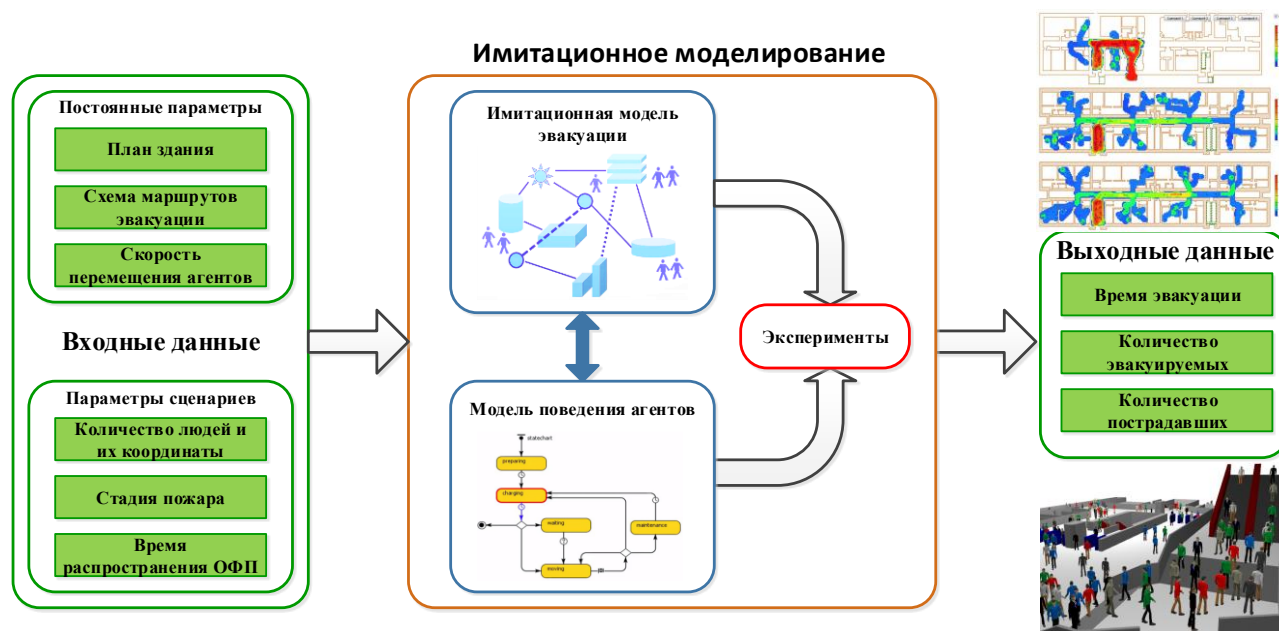 Имитационное моделирование
Постоянные параметры
План здания
Схема маршрутов
эвакуации
Скорость
перемещения агентов
Входные данные
Параметры сценариев
Количество людей и
их координаты
Стадия пожара
Время
распространения ОФП
Имитационная модель
эвакуации
Модель поведения агентов
statechart
preparing
charging
waiting
maintenance
moving
Эксперименты
Выходные данные
Время эвакуации
Количество
эвакуируемых
Количество
пострадавших